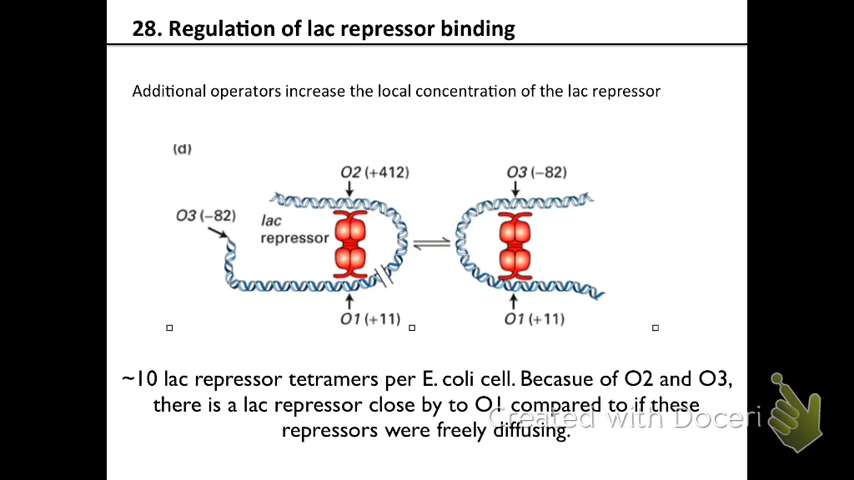 28. Regulation of lac repressor binding
Additional operators increase the local concentration of the lac repressor
(d)
O2 (+412)
O3 (–82)
O3 (–82)
lac
repressor
O1 (+11)
O1 (+11)
~10 lac repressor tetramers per E. coli cell. Becasue of O2 and O3,
there is a lac repressor close by to O! compared to if these
repressors were freely diffusing.
Created with Doceri